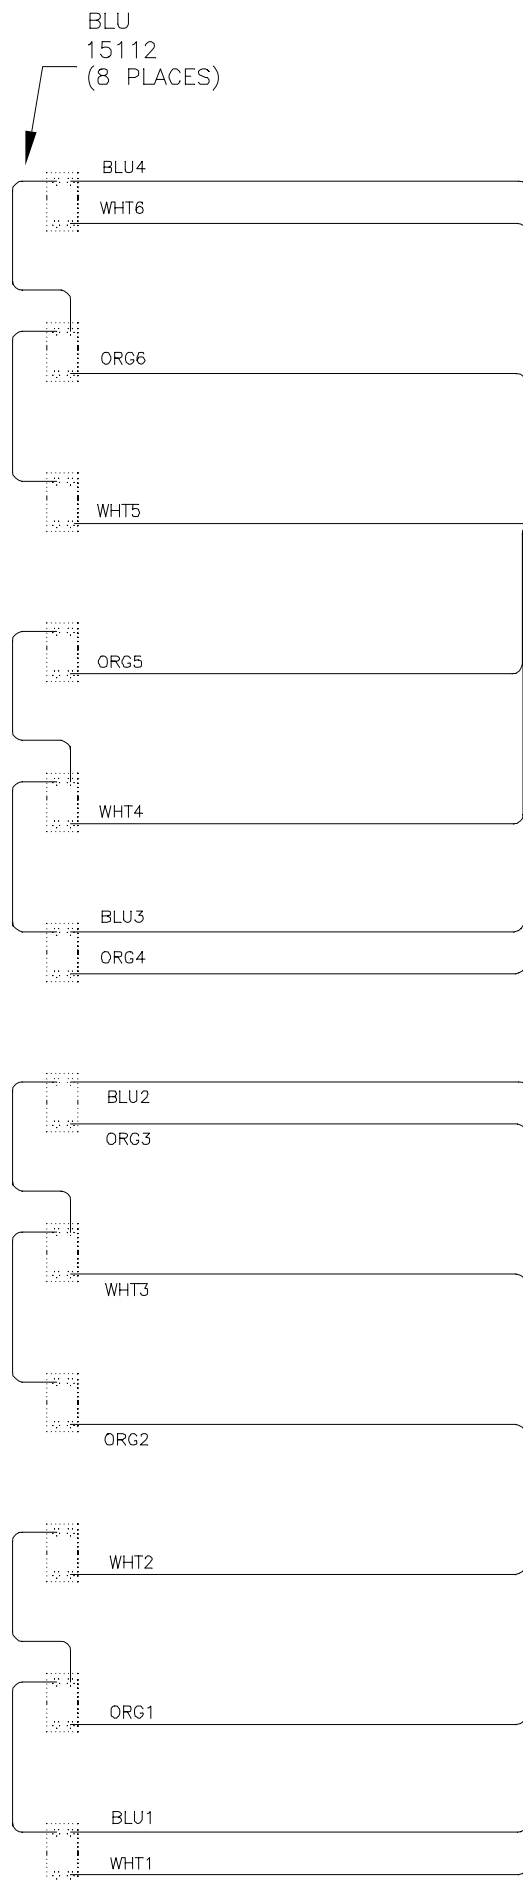 BLU
15112
(8 PLACES)
BLU4
WHT6
ORG6
WHT5
ORG5
WHT4
BLU3
ORG4
BLU2
ORG3
WHT3
ORG2
WHT2
ORG1
BLU1
WHT1